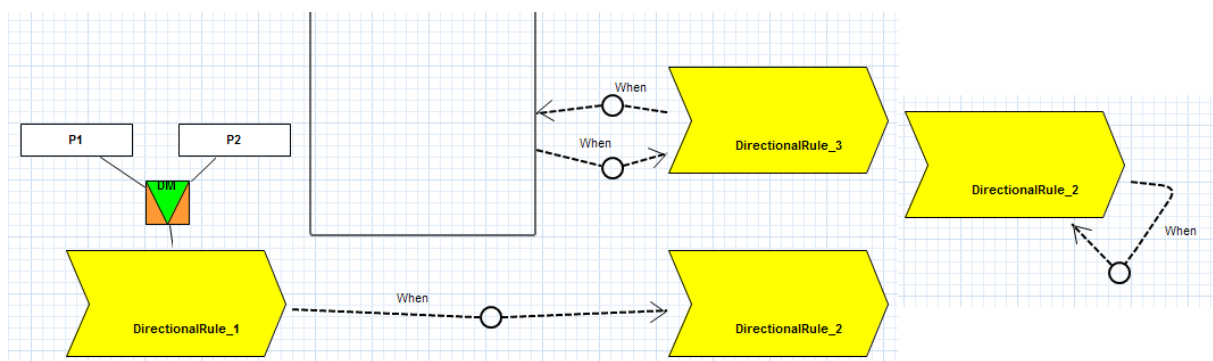 When
P1
P2
When
DirectionalRule_3
DM
DirectionalRule_2
When
When
DirectionalRule_1
DirectionalRule_2